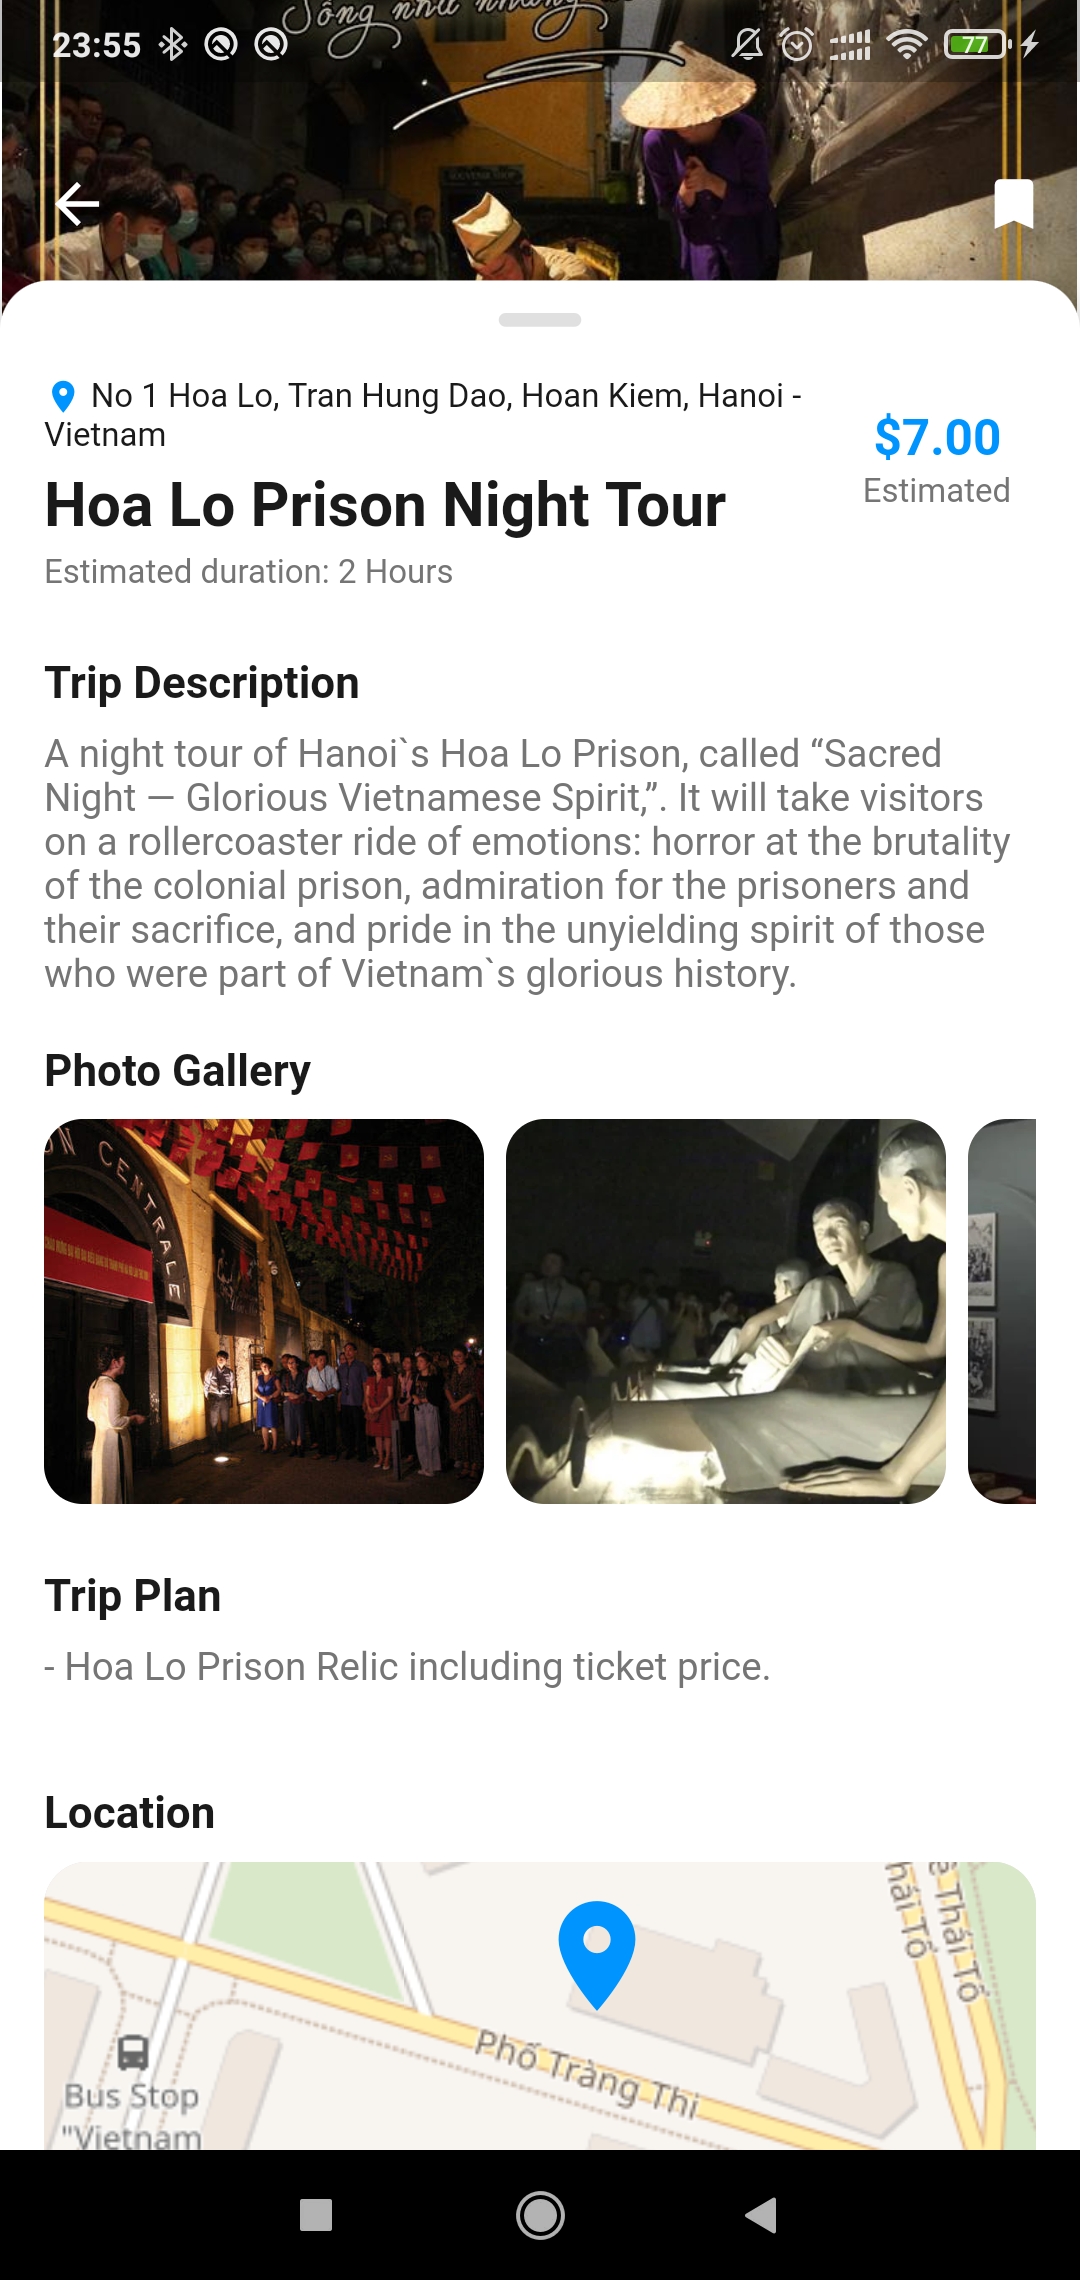 Sống như những
23:55
77
SOUVENIR SHOP
No 1 Hoa Lo, Tran Hung Dao, Hoan Kiem, Hanoi -
Vietnam
$7.00
Estimated
Hoa Lo Prison Night Tour
Estimated duration: 2 Hours
Trip Description
A night tour of Hanoi`s Hoa Lo Prison, called “Sacred
Night — Glorious Vietnamese Spirit,”. It will take visitors
on a rollercoaster ride of emotions: horror at the brutality
of the colonial prison, admiration for the prisoners and
their sacrifice, and pride in the unyielding spirit of those
who were part of Vietnam`s glorious history.
Photo Gallery
ON CENTRALE
Trip Plan
- Hoa Lo Prison Relic including ticket price.
Location
hái Tổ
ê Thái Tổ
Phố Tràng Thi
Bus Stop
"Vietnam